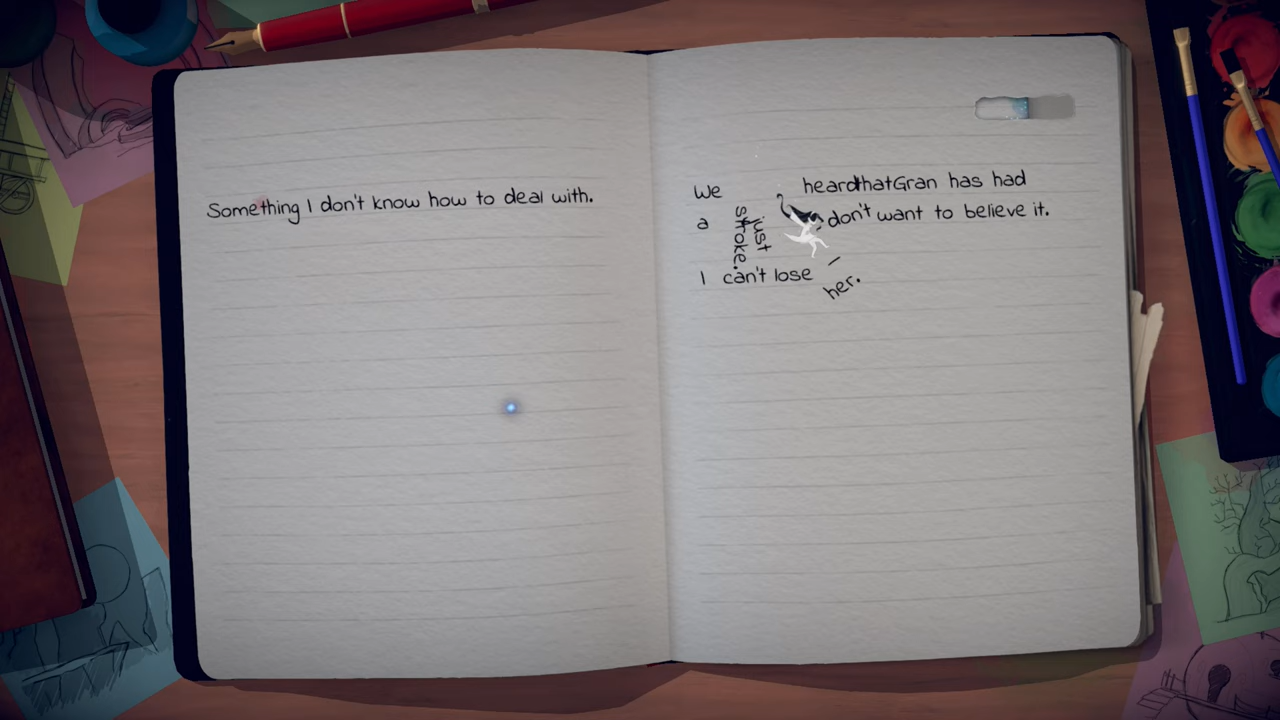 Something I don't know how to deal with.
We just heard that Gran has had
a stroke. I don't want to believe it.
I can't lose her.